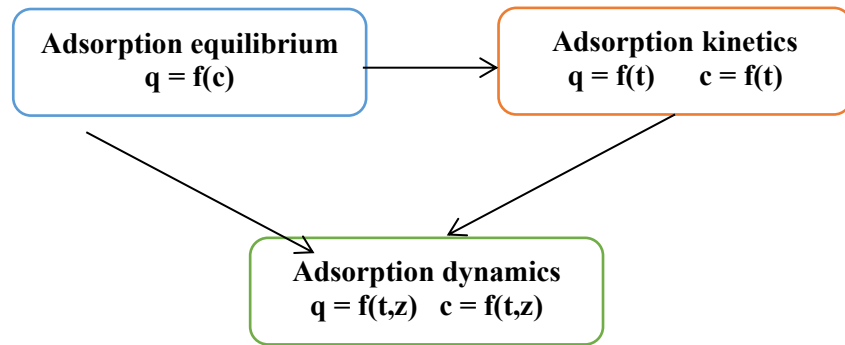 Adsorption equilibrium
q = f(c)
Adsorption kinetics
q = f(t) c = f(t)
Adsorption dynamics
q = f(t,z) c = f(t,z)